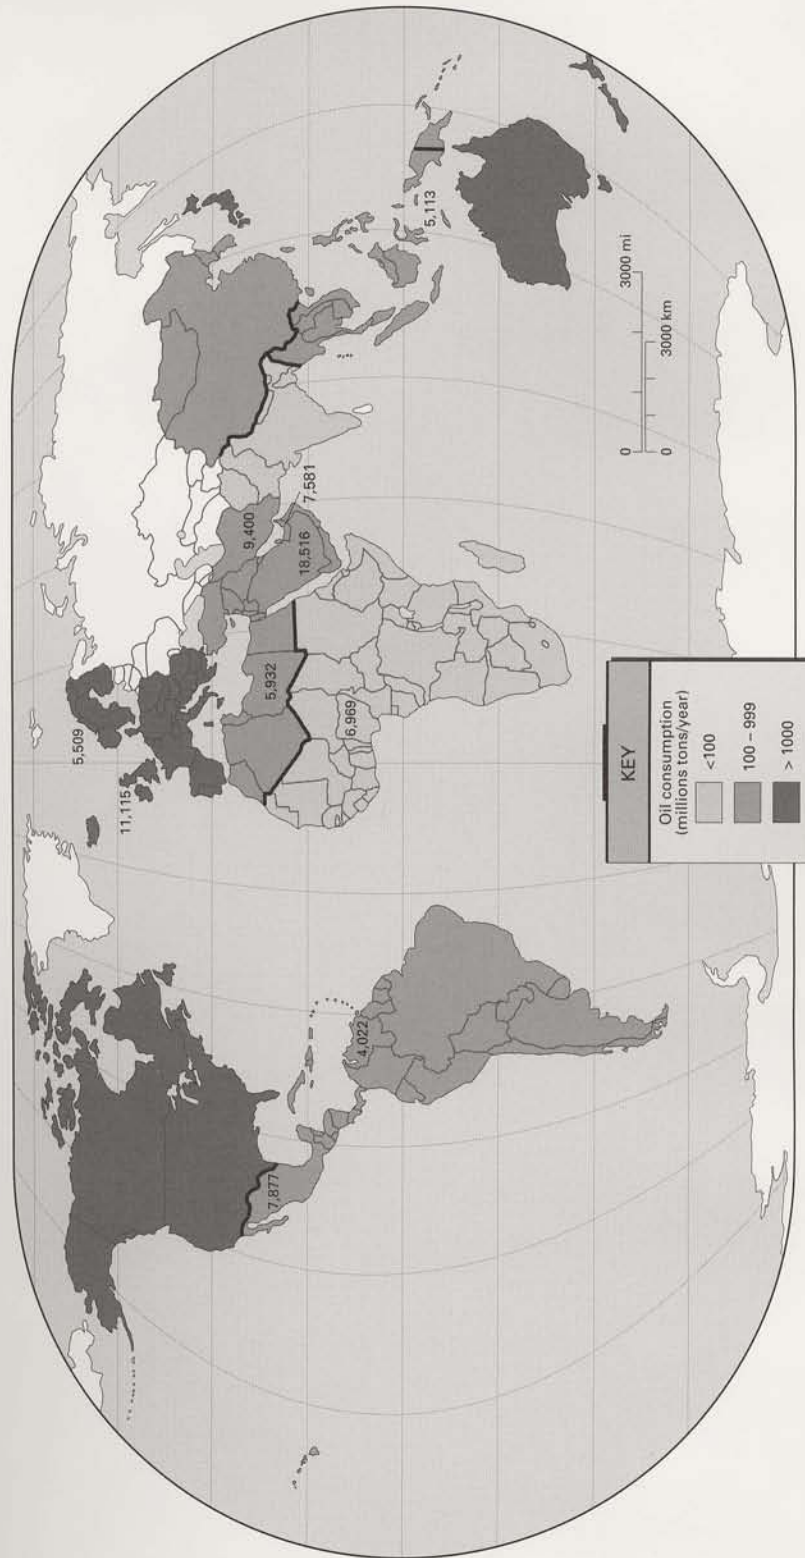 5,509
11,115
9,400
7,581
18,516
5,932
6,969
7,877
4,022
5,113
3000 mi
0
3000 km
0
KEY
Oil consumption
(millions tons/year)
<100
100 – 999
> 1000